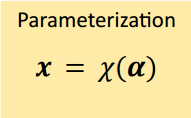 Parameterization
x = χ(α)